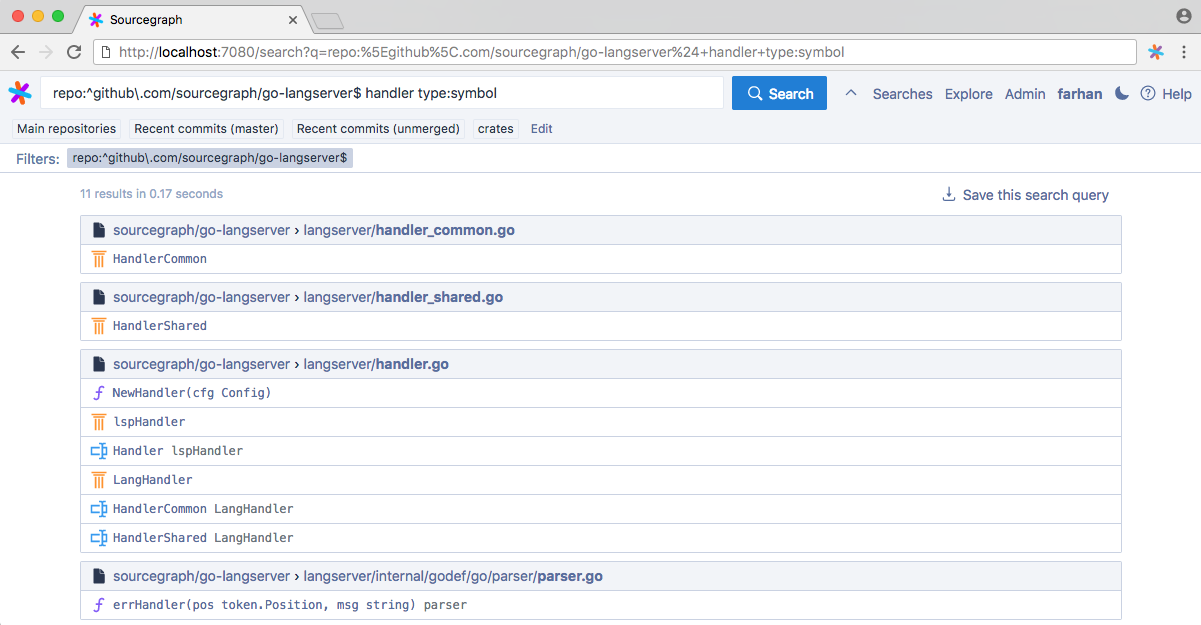 Sourcegraph
http://localhost:7080/search?q=repo:%5Egithub%5C.com/sourcegraph/go-langserver%24+handler+type:symbol
repo:^github\.com/sourcegraph/go-langserver$ handler type:symbol
Search
Searches Explore Admin farhan Help
Main repositories Recent commits (master) Recent commits (unmerged) crates Edit
Filters: repo:^github\.com/sourcegraph/go-langserver$
11 results in 0.17 seconds
Save this search query
sourcegraph/go-langserver › langserver/handler_common.go
HandlerCommon
sourcegraph/go-langserver › langserver/handler_shared.go
HandlerShared
sourcegraph/go-langserver › langserver/handler.go
NewHandler(cfg Config)
lspHandler
Handler lspHandler
LangHandler
HandlerCommon LangHandler
HandlerShared LangHandler
sourcegraph/go-langserver › langserver/internal/godef/go/parser/parser.go
errHandler(pos token.Position, msg string) parser